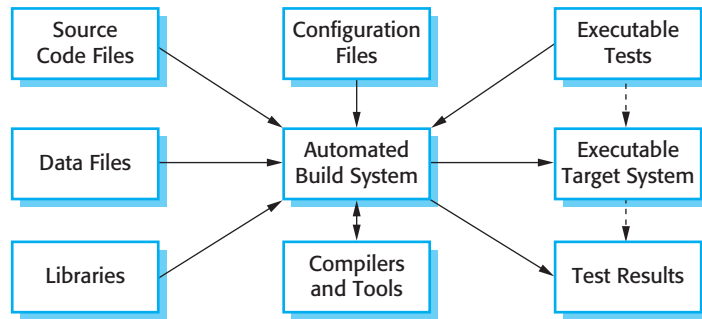 Source
Code Files
Configuration
Files
Executable
Tests
Data Files
Automated
Build System
Executable
Target System
Libraries
Compilers
and Tools
Test Results